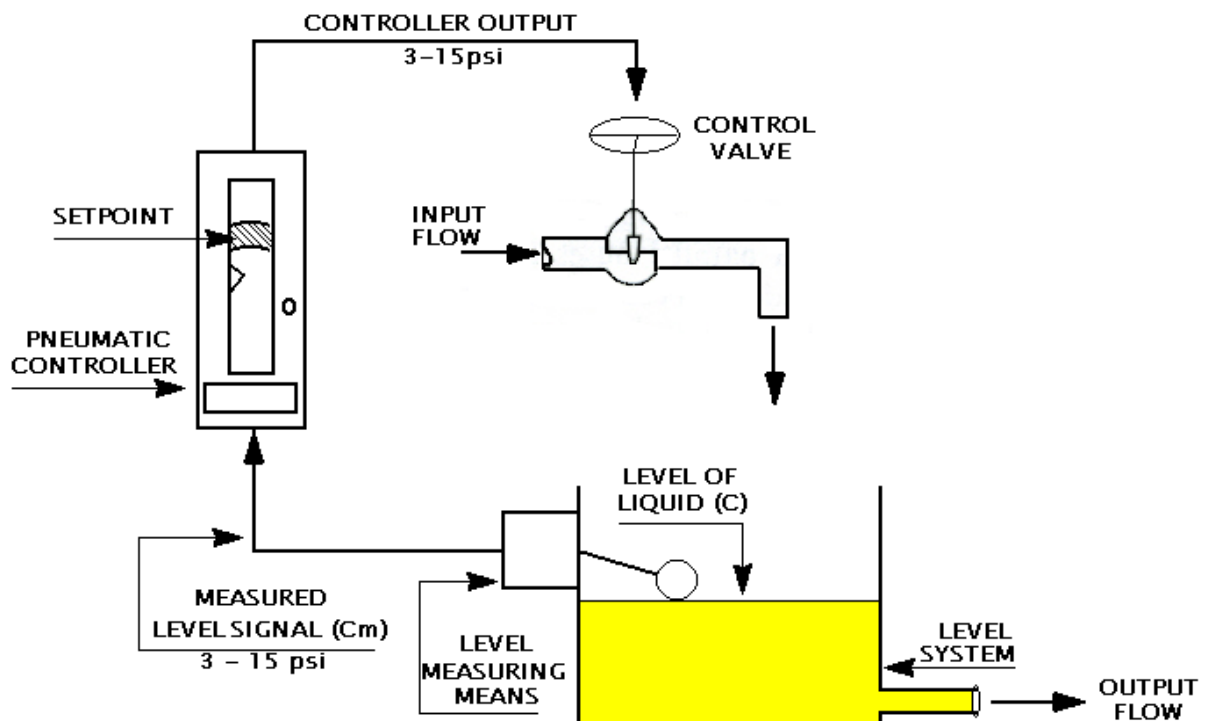 CONTROLLER OUTPUT
3-15psi
CONTROL
VALVE
SETPOINT
INPUT
FLOW
PNEUMATIC
CONTROLLER
LEVEL OF
LIQUID (C)
MEASURED
LEVEL SIGNAL (Cm)
3 - 15 psi
LEVEL
MEASURING
MEANS
LEVEL
SYSTEM
OUTPUT
FLOW